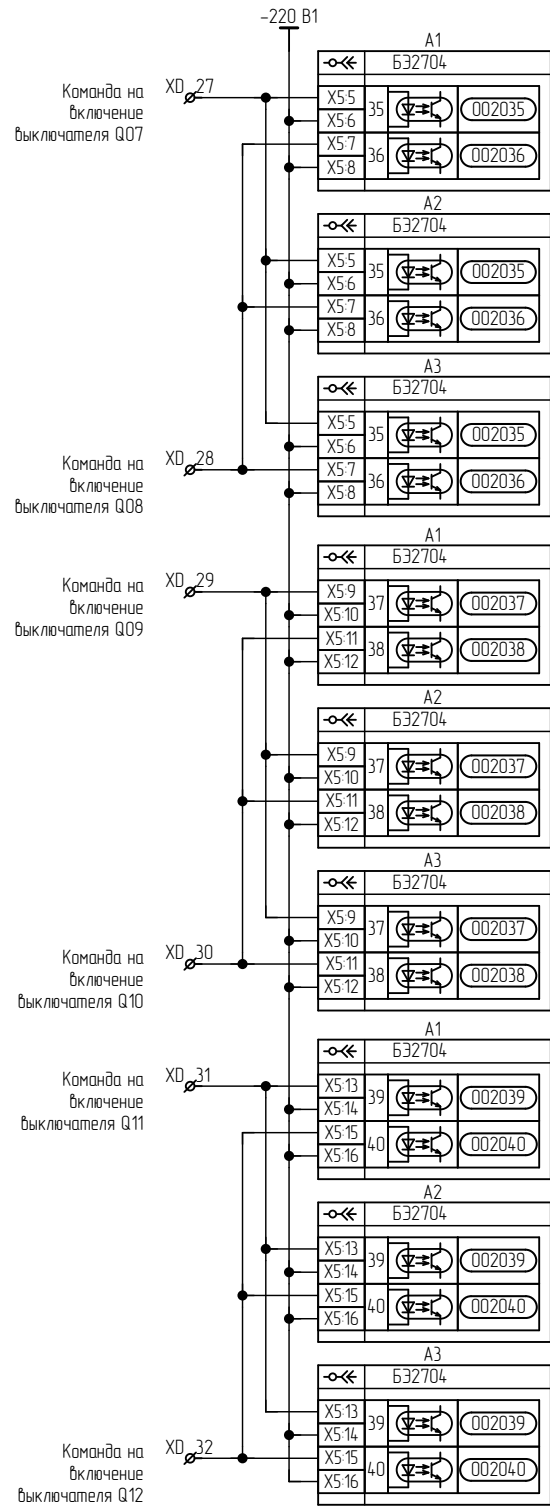 -220 В1
А1
БЭ2704
Команда на
включение
выключателя Q07
XD 27
X5:5
35
002035
X5:6
X5:7
36
002036
X5:8
А2
БЭ2704
X5:5
35
002035
X5:6
X5:7
36
002036
X5:8
А3
БЭ2704
X5:5
35
002035
X5:6
Команда на
включение
выключателя Q08
XD 28
X5:7
36
002036
X5:8
А1
БЭ2704
Команда на
включение
выключателя Q09
XD 29
X5:9
37
002037
X5:10
X5:11
38
002038
X5:12
А2
БЭ2704
X5:9
37
002037
X5:10
X5:11
38
002038
X5:12
А3
БЭ2704
X5:9
37
002037
X5:10
Команда на
включение
выключателя Q10
XD 30
X5:11
38
002038
X5:12
А1
БЭ2704
Команда на
включение
выключателя Q11
XD 31
X5:13
39
002039
X5:14
X5:15
40
002040
X5:16
А2
БЭ2704
X5:13
39
002039
X5:14
X5:15
40
002040
X5:16
А3
БЭ2704
X5:13
39
002039
X5:14
Команда на
включение
выключателя Q12
XD 32
X5:15
40
002040
X5:16